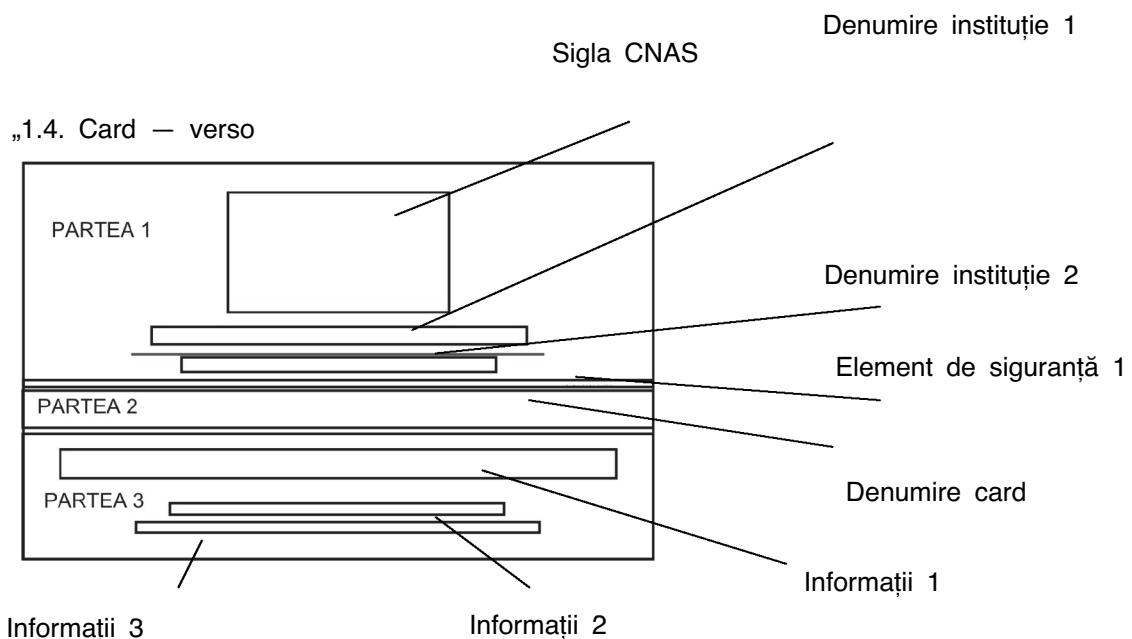 Denumire instituție 1
Sigla CNAS
„1.4. Card — verso
PARTEA 1
Denumire instituție 2
Element de siguranță 1
PARTEA 2
Denumire card
PARTEA 3
Informații 1
Informatii 3
Informații 2